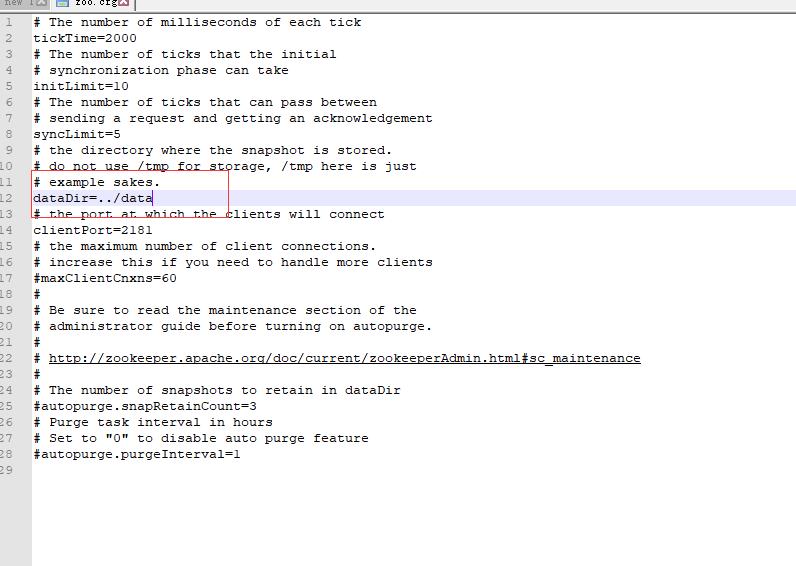 new 1 zoo.cfg
1 # The number of milliseconds of each tick
2 tickTime=2000
3 # The number of ticks that the initial
4 # synchronization phase can take
5 initLimit=10
6 # The number of ticks that can pass between
7 # sending a request and getting an acknowledgement
8 syncLimit=5
9 # the directory where the snapshot is stored.
10 # do not use /tmp for storage, /tmp here is just
11 # example sakes.
12 dataDir=../data
13 # the port at which the clients will connect
14 clientPort=2181
15 # the maximum number of client connections.
16 # increase this if you need to handle more clients
17 #maxClientCnxns=60
18 #
19 # Be sure to read the maintenance section of the
20 # administrator guide before turning on autopurge.
21 #
22 # http://zookeeper.apache.org/doc/current/zookeeperAdmin.html#sc_maintenance
23 #
24 # The number of snapshots to retain in dataDir
25 #autopurge.snapRetainCount=3
26 # Purge task interval in hours
27 # Set to "0" to disable auto purge feature
28 #autopurge.purgeInterval=1
29